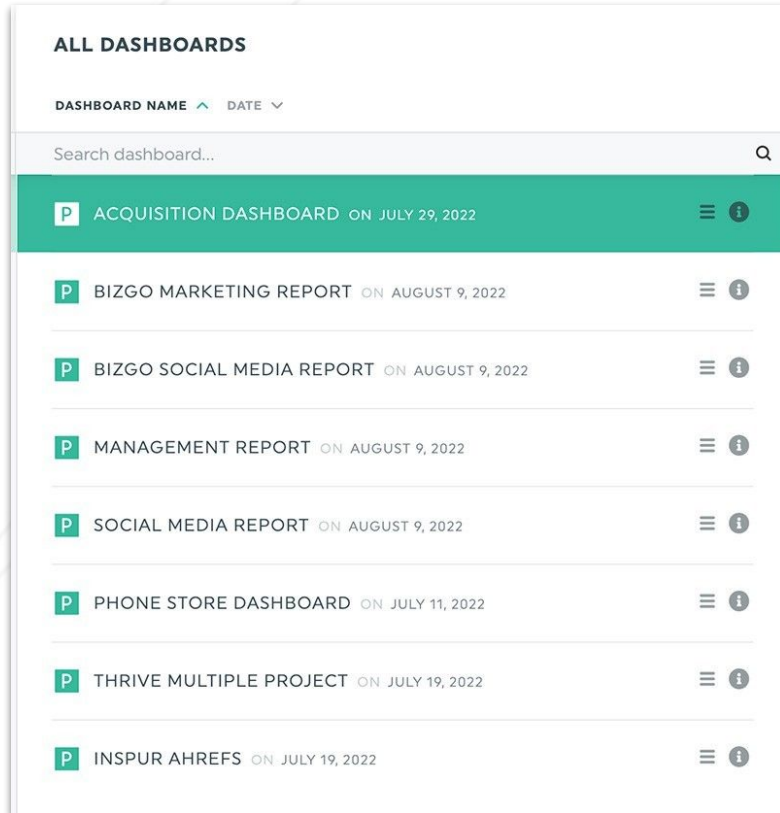 ALL DASHBOARDS
DASHBOARD NAME DATE
Search dashboard...
P ACQUISITION DASHBOARD ON JULY 29, 2022
P BIZGO MARKETING REPORT ON AUGUST 9, 2022
P BIZGO SOCIAL MEDIA REPORT ON AUGUST 9, 2022
P MANAGEMENT REPORT ON AUGUST 9, 2022
P SOCIAL MEDIA REPORT ON AUGUST 9, 2022
P PHONE STORE DASHBOARD ON JULY 11, 2022
P THRIVE MULTIPLE PROJECT ON JULY 19, 2022
P INSPUR AHREFS ON JULY 19, 2022